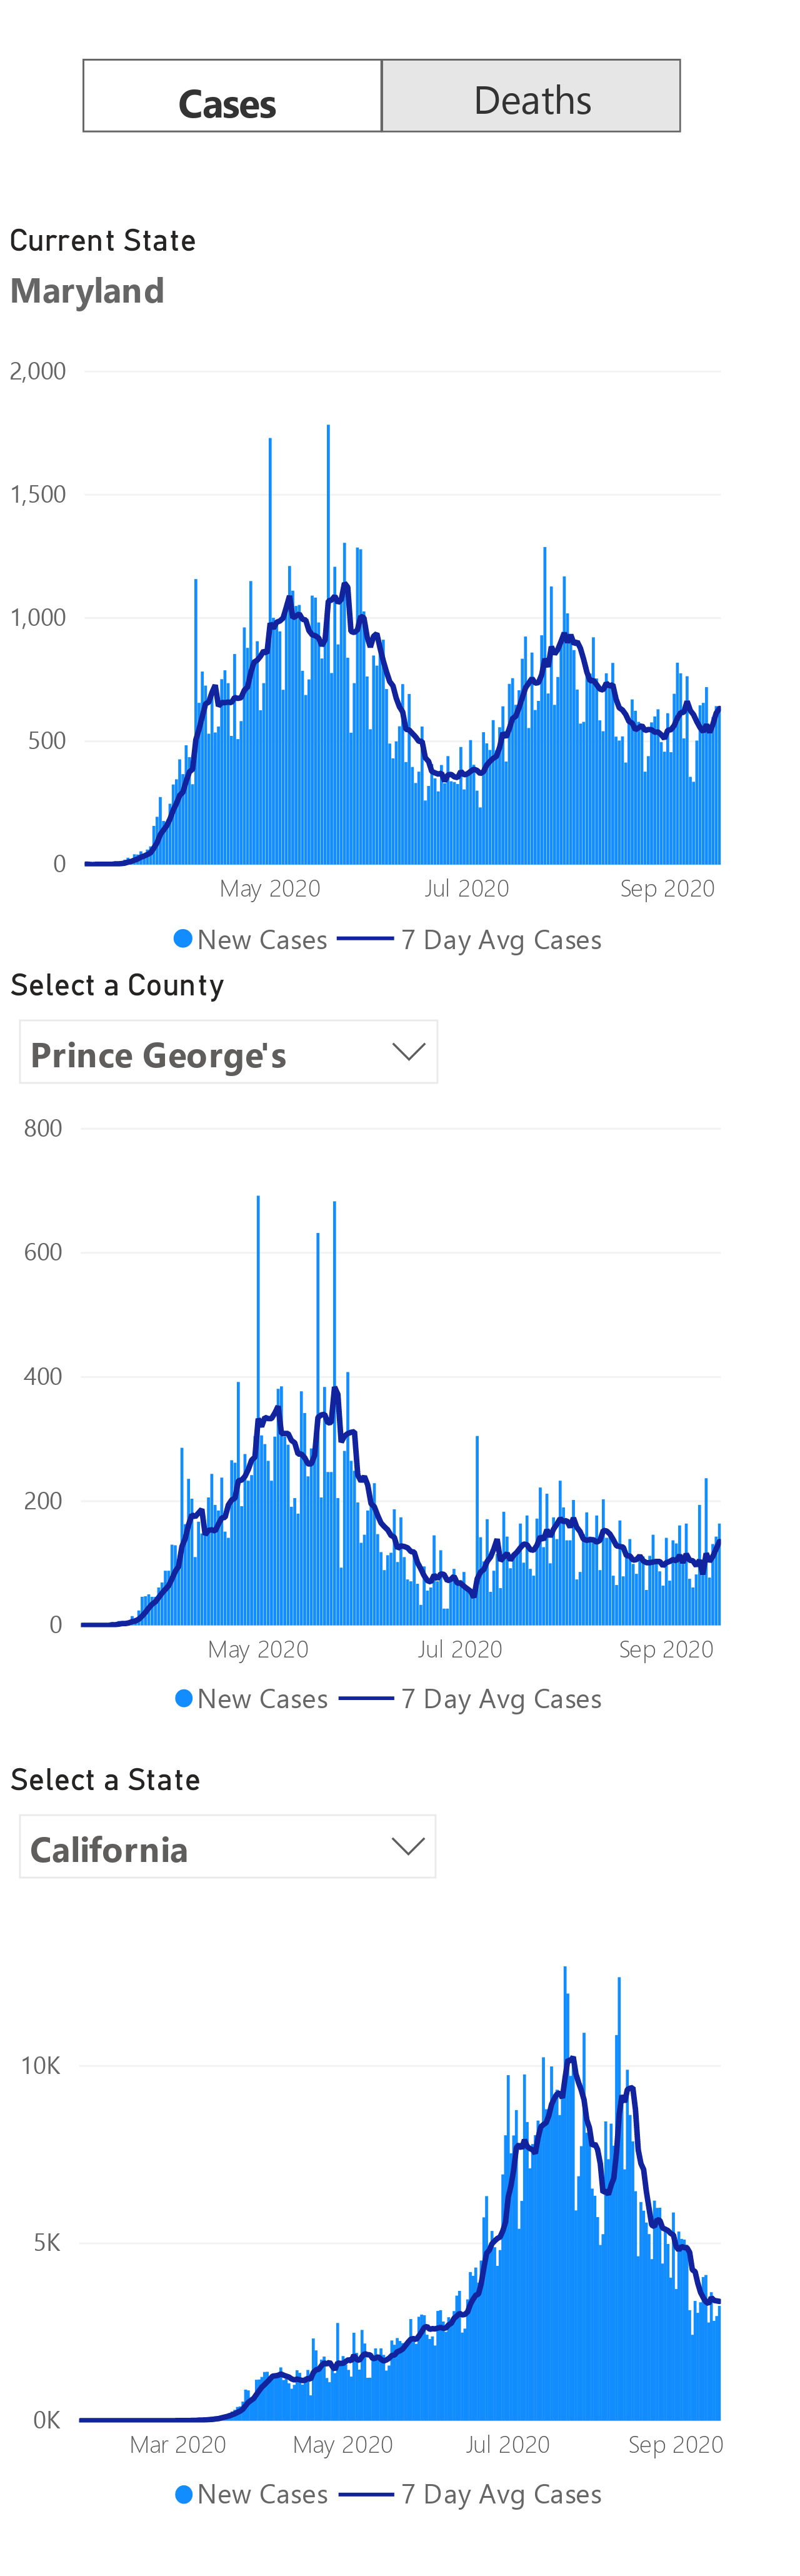 Cases Deaths
Current State
Maryland
2,000
1,500
1,000
500
0
May 2020 Jul 2020 Sep 2020
New Cases 7 Day Avg Cases
Select a County
Prince George's
800
600
400
200
0
May 2020 Jul 2020 Sep 2020
New Cases 7 Day Avg Cases
Select a State
California
10K
5K
0K
Mar 2020 May 2020 Jul 2020 Sep 2020
New Cases 7 Day Avg Cases